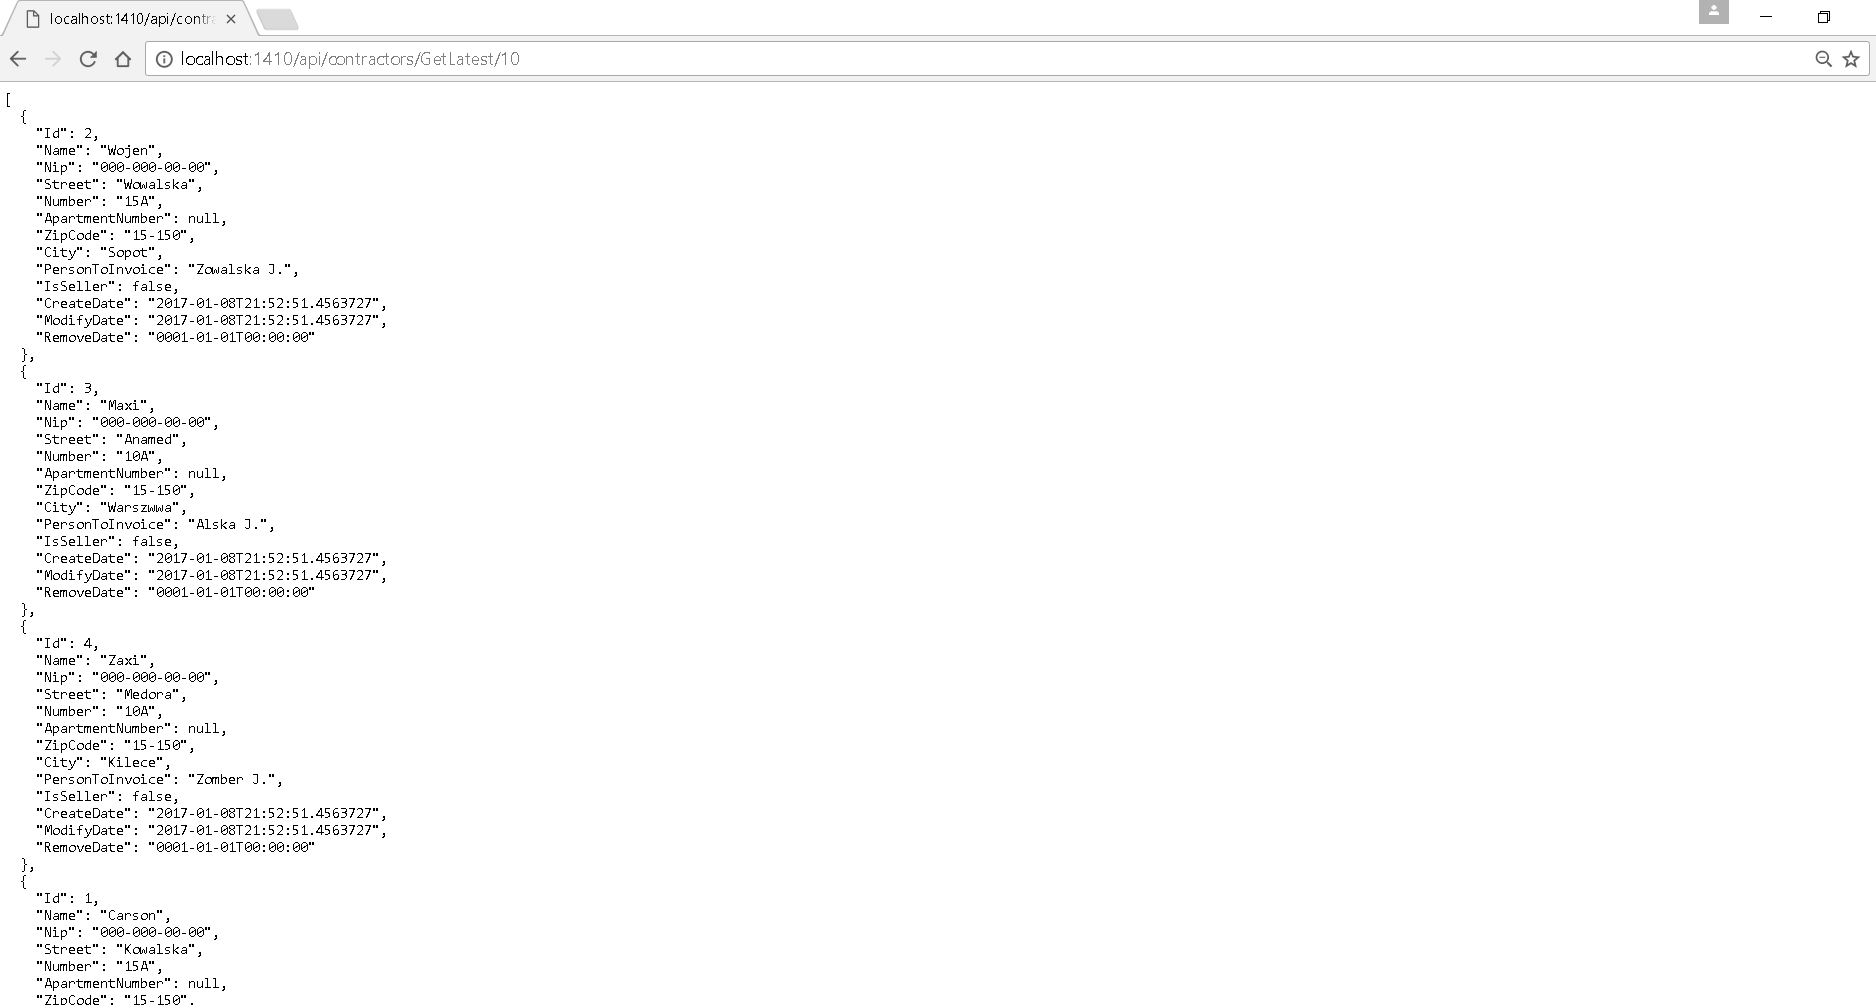 localhost:1410/api/contra
localhost:1410/api/contractors/GetLatest/10
[
  {
    "Id": 2,
    "Name": "Wojen",
    "Nip": "000-000-00-00",
    "Street": "Wowalska",
    "Number": "15A",
    "ApartmentNumber": null,
    "ZipCode": "15-150",
    "City": "Sopot",
    "PersonToInvoice": "Zowalska J.",
    "IsSeller": false,
    "CreateDate": "2017-01-08T21:52:51.4563727",
    "ModifyDate": "2017-01-08T21:52:51.4563727",
    "RemoveDate": "0001-01-01T00:00:00"
  },
  {
    "Id": 3,
    "Name": "Maxi",
    "Nip": "000-000-00-00",
    "Street": "Anamed",
    "Number": "10A",
    "ApartmentNumber": null,
    "ZipCode": "15-150",
    "City": "Warszwwa",
    "PersonToInvoice": "Alska J.",
    "IsSeller": false,
    "CreateDate": "2017-01-08T21:52:51.4563727",
    "ModifyDate": "2017-01-08T21:52:51.4563727",
    "RemoveDate": "0001-01-01T00:00:00"
  },
  {
    "Id": 4,
    "Name": "Zaxi",
    "Nip": "000-000-00-00",
    "Street": "Medora",
    "Number": "10A",
    "ApartmentNumber": null,
    "ZipCode": "15-150",
    "City": "Kilece",
    "PersonToInvoice": "Zomber J.",
    "IsSeller": false,
    "CreateDate": "2017-01-08T21:52:51.4563727",
    "ModifyDate": "2017-01-08T21:52:51.4563727",
    "RemoveDate": "0001-01-01T00:00:00"
  },
  {
    "Id": 1,
    "Name": "Carson",
    "Nip": "000-000-00-00",
    "Street": "Kowalska",
    "Number": "15A",
    "ApartmentNumber": null,
    "ZipCode": "15-150",